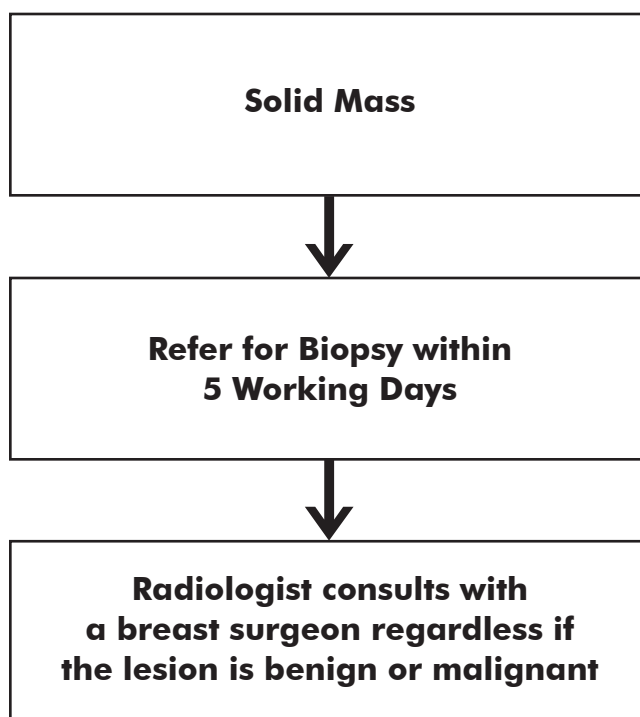 Solid Mass
Refer for Biopsy within
5 Working Days
Radiologist consults with
a breast surgeon regardless if
the lesion is benign or malignant